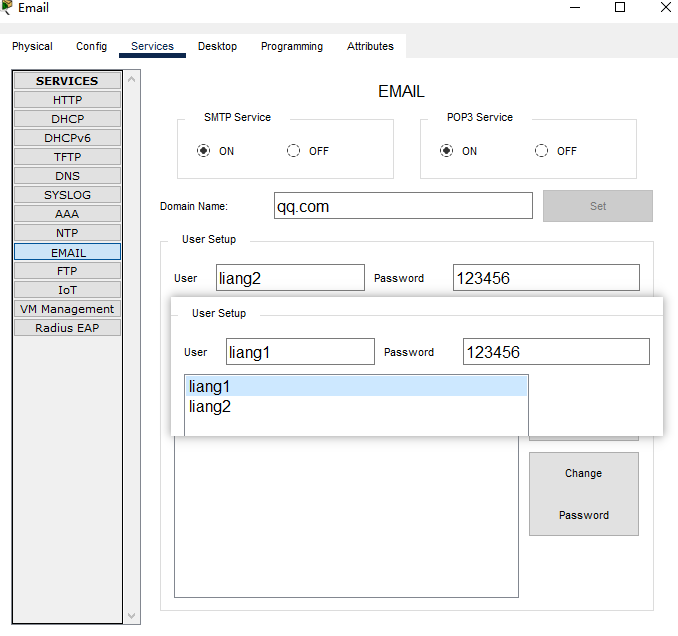 Email
Physical Config Services Desktop Programming Attributes
SERVICES
HTTP
DHCP
DHCPv6
TFTP
DNS
SYSLOG
AAA
NTP
EMAIL
FTP
IoT
VM Management
Radius EAP
EMAIL
SMTP Service
ON OFF
POP3 Service
ON OFF
Domain Name: qq.com Set
User Setup
User liang2 Password 123456
User Setup
User liang1 Password 123456
liang1
liang2
Change
Password